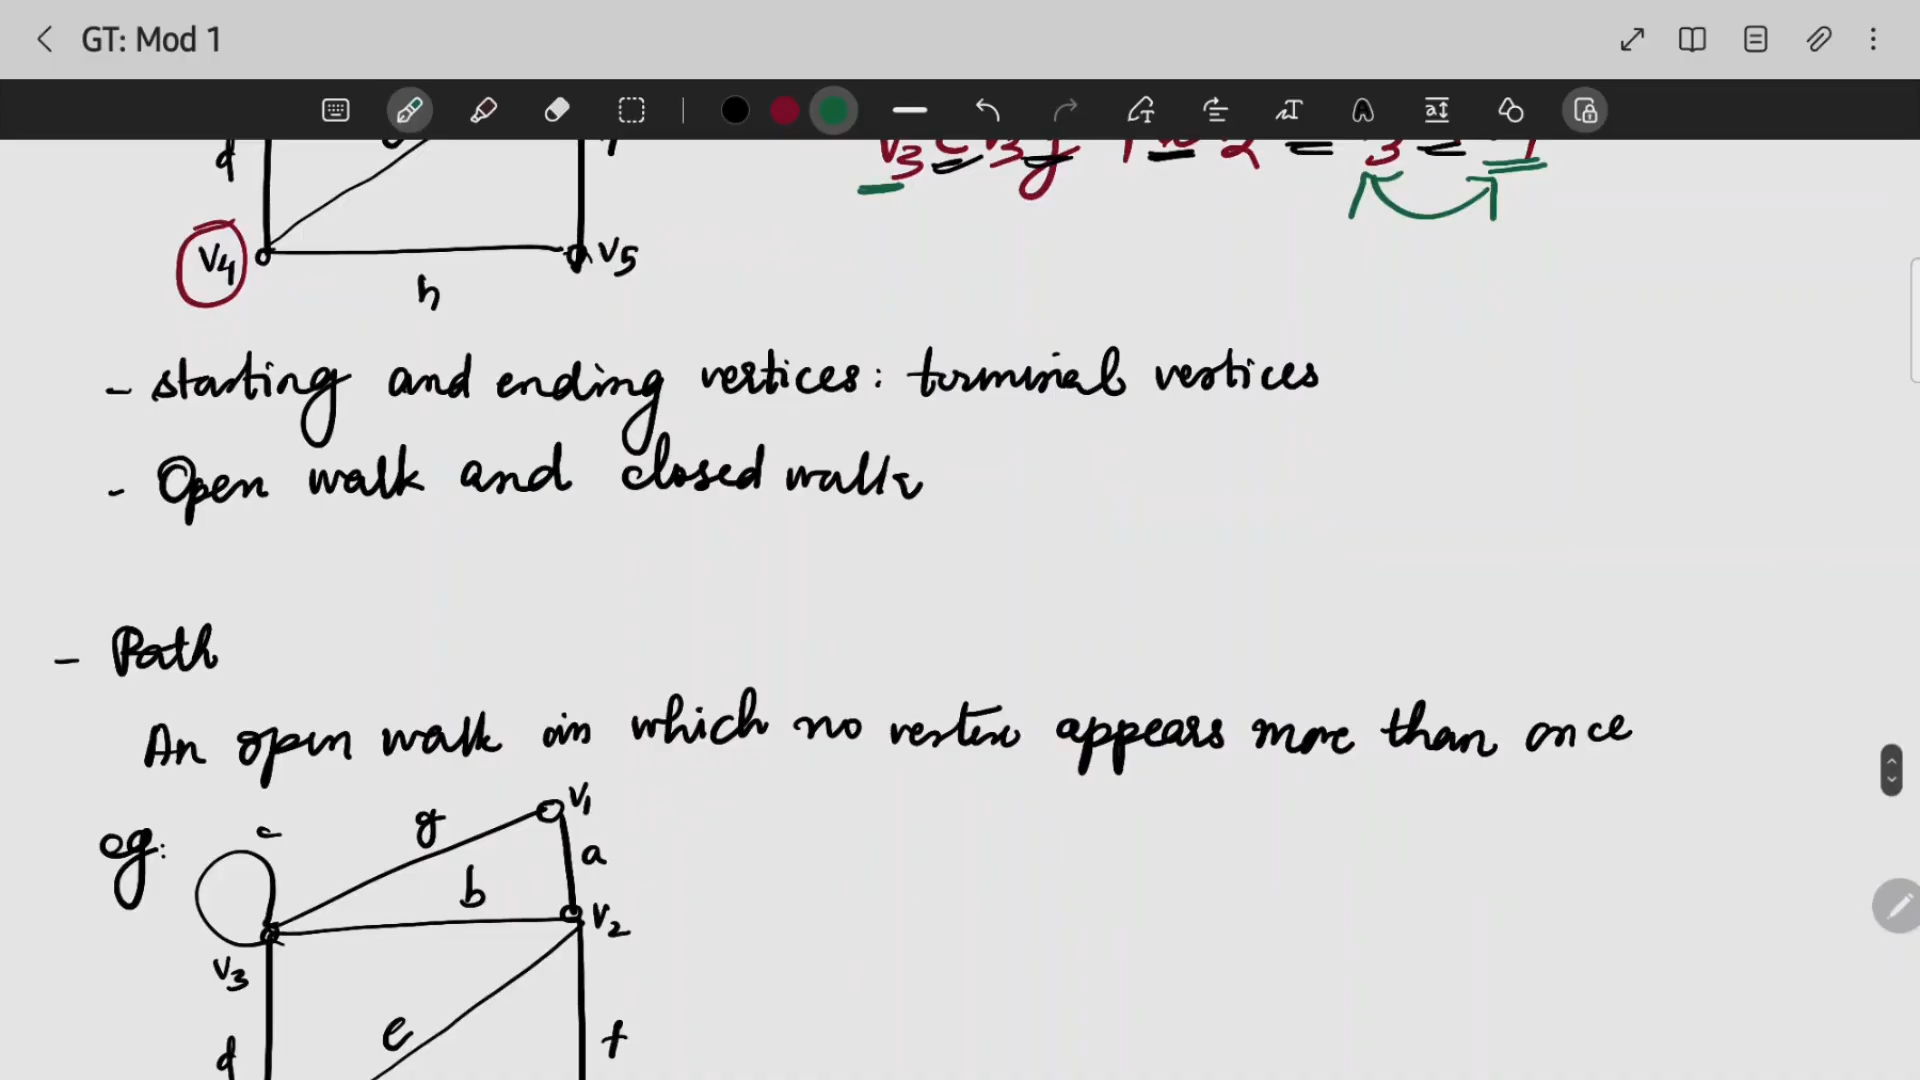 GT: Mod 1
d
V4 V5
h
- starting and ending vertices: terminal vertices
- Open walk and closed walk
- Path
An open walk in which no vertex appears more than once
eg:
c g V1
a
b
V2
V3
e f
d